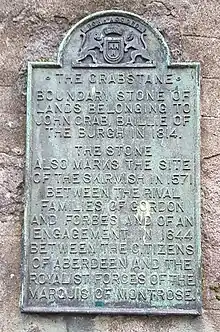 THE CRABSTANE
BOUNDARY STONE OF
LANDS BELONGING TO
JOHN CRAB BAILLIE OF
THE BURGH IN 1314.
THE STONE
ALSO MARKS THE SITE
OF THE SKIRMISH IN 1571
BETWEEN THE RIVAL
FAMILIES OF GORDON
AND FORBES AND OF AN
ENGAGEMENT IN 1644
BETWEEN THE CITIZENS
OF ABERDEEN AND THE
ROYALIST FORCES OF THE
MARQUIS OF MONTROSE.